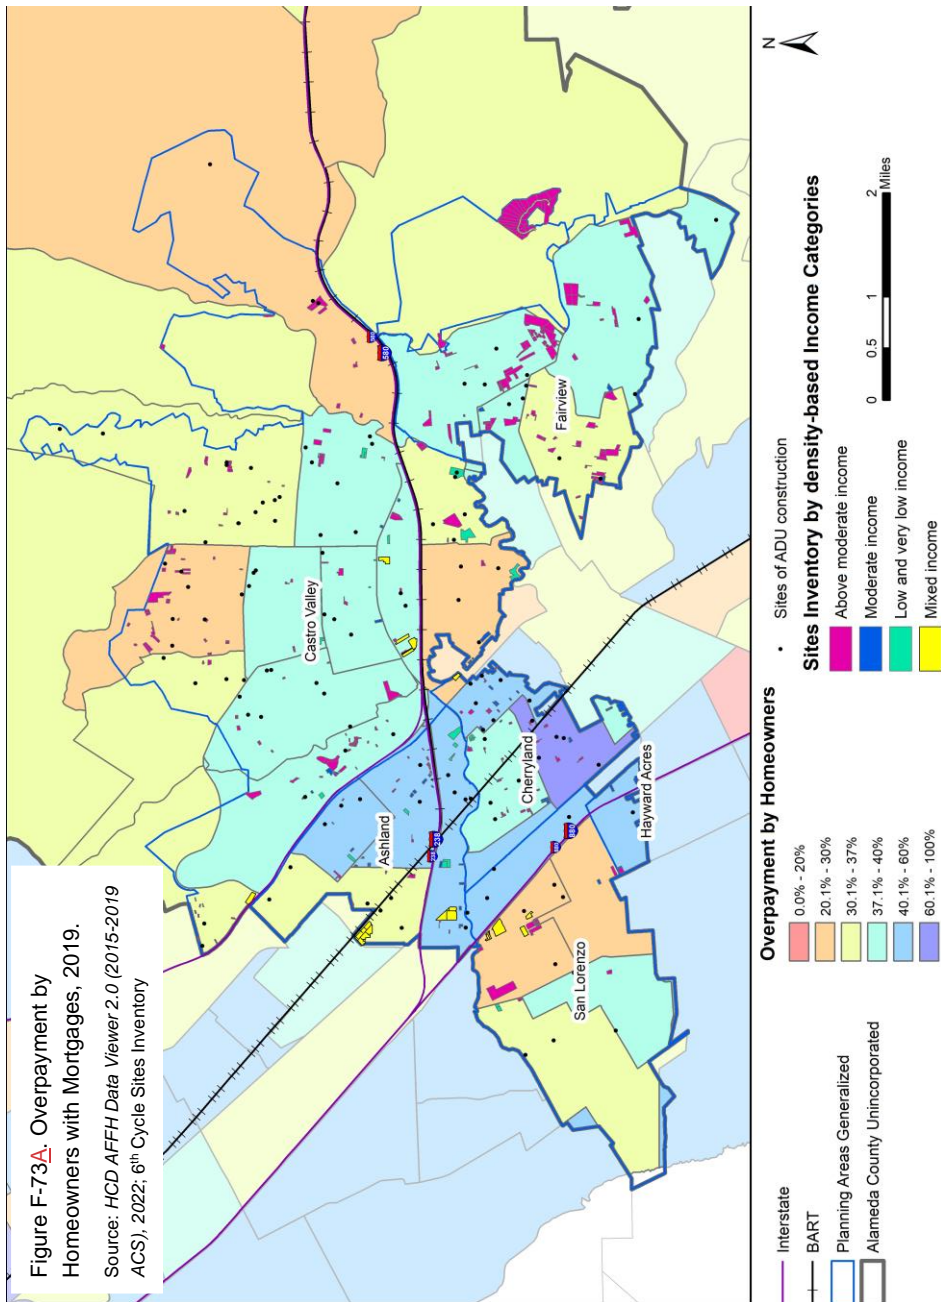 Figure F-73A. Overpayment by
Homeowners with Mortgages, 2019.
Source: HCD AFFH Data Viewer 2.0 (2015-2019
ACS), 2022; 6th Cycle Sites Inventory
Castro Valley
Fairview
Ashland
Cherryland
Hayward Acres
San Lorenzo
580
238
880
N
Interstate
BART
Planning Areas Generalized
Alameda County Unincorporated
Overpayment by Homeowners
0.0% - 20%
20.1% - 30%
30.1% - 37%
37.1% - 40%
40.1% - 60%
60.1% - 100%
Sites of ADU construction
Sites Inventory by density-based Income Categories
Above moderate income
Moderate income
Low and very low income
Mixed income
0 0.5 1 2
Miles